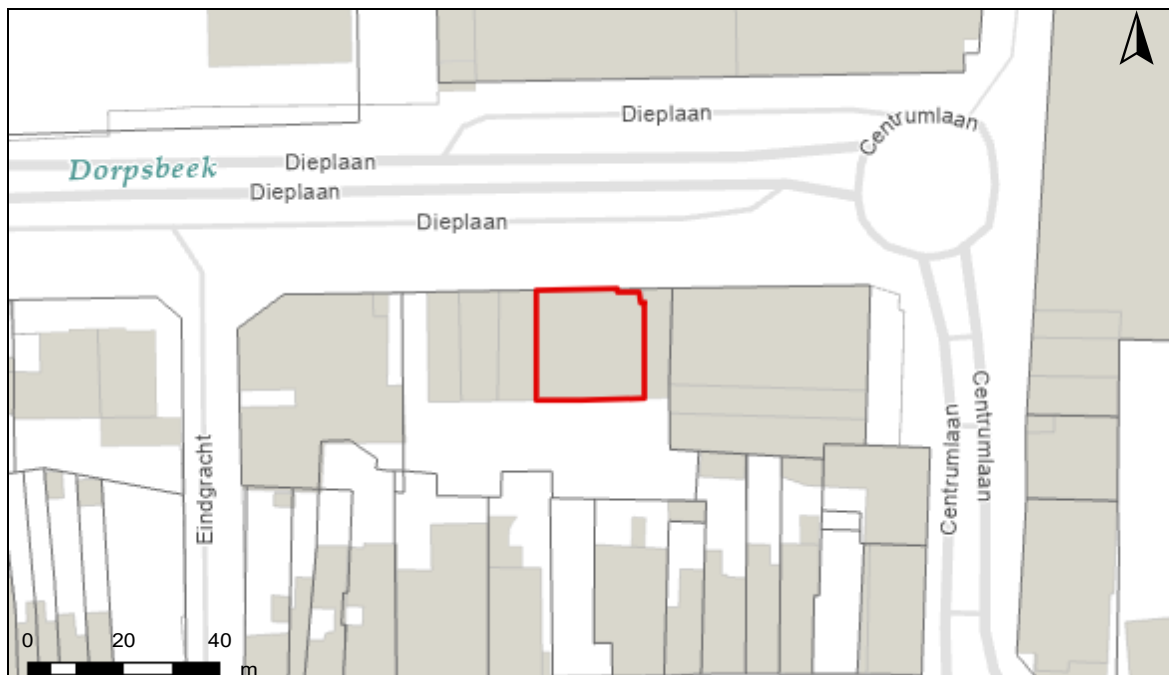 Dieplaan
Centrumlaan
Dorpsbeek
Dieplaan
Dieplaan
Dieplaan
Eindgracht
Centrumlaan
Centrumlaan
0 20 40
m